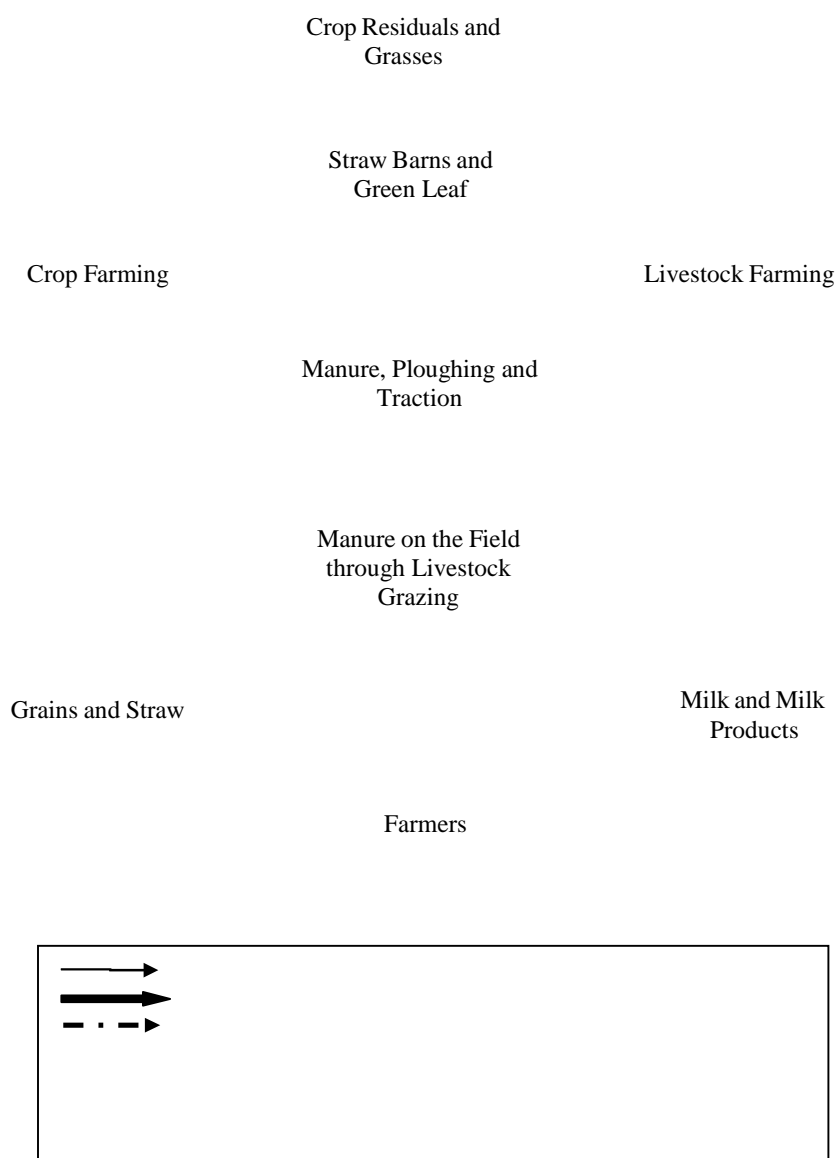 Crop Residuals and
Grasses
Straw Barns and
Green Leaf
Crop Farming
Livestock Farming
Manure, Ploughing and
Traction
Manure on the Field
through Livestock
Grazing
Grains and Straw
Milk and Milk
Products
Farmers